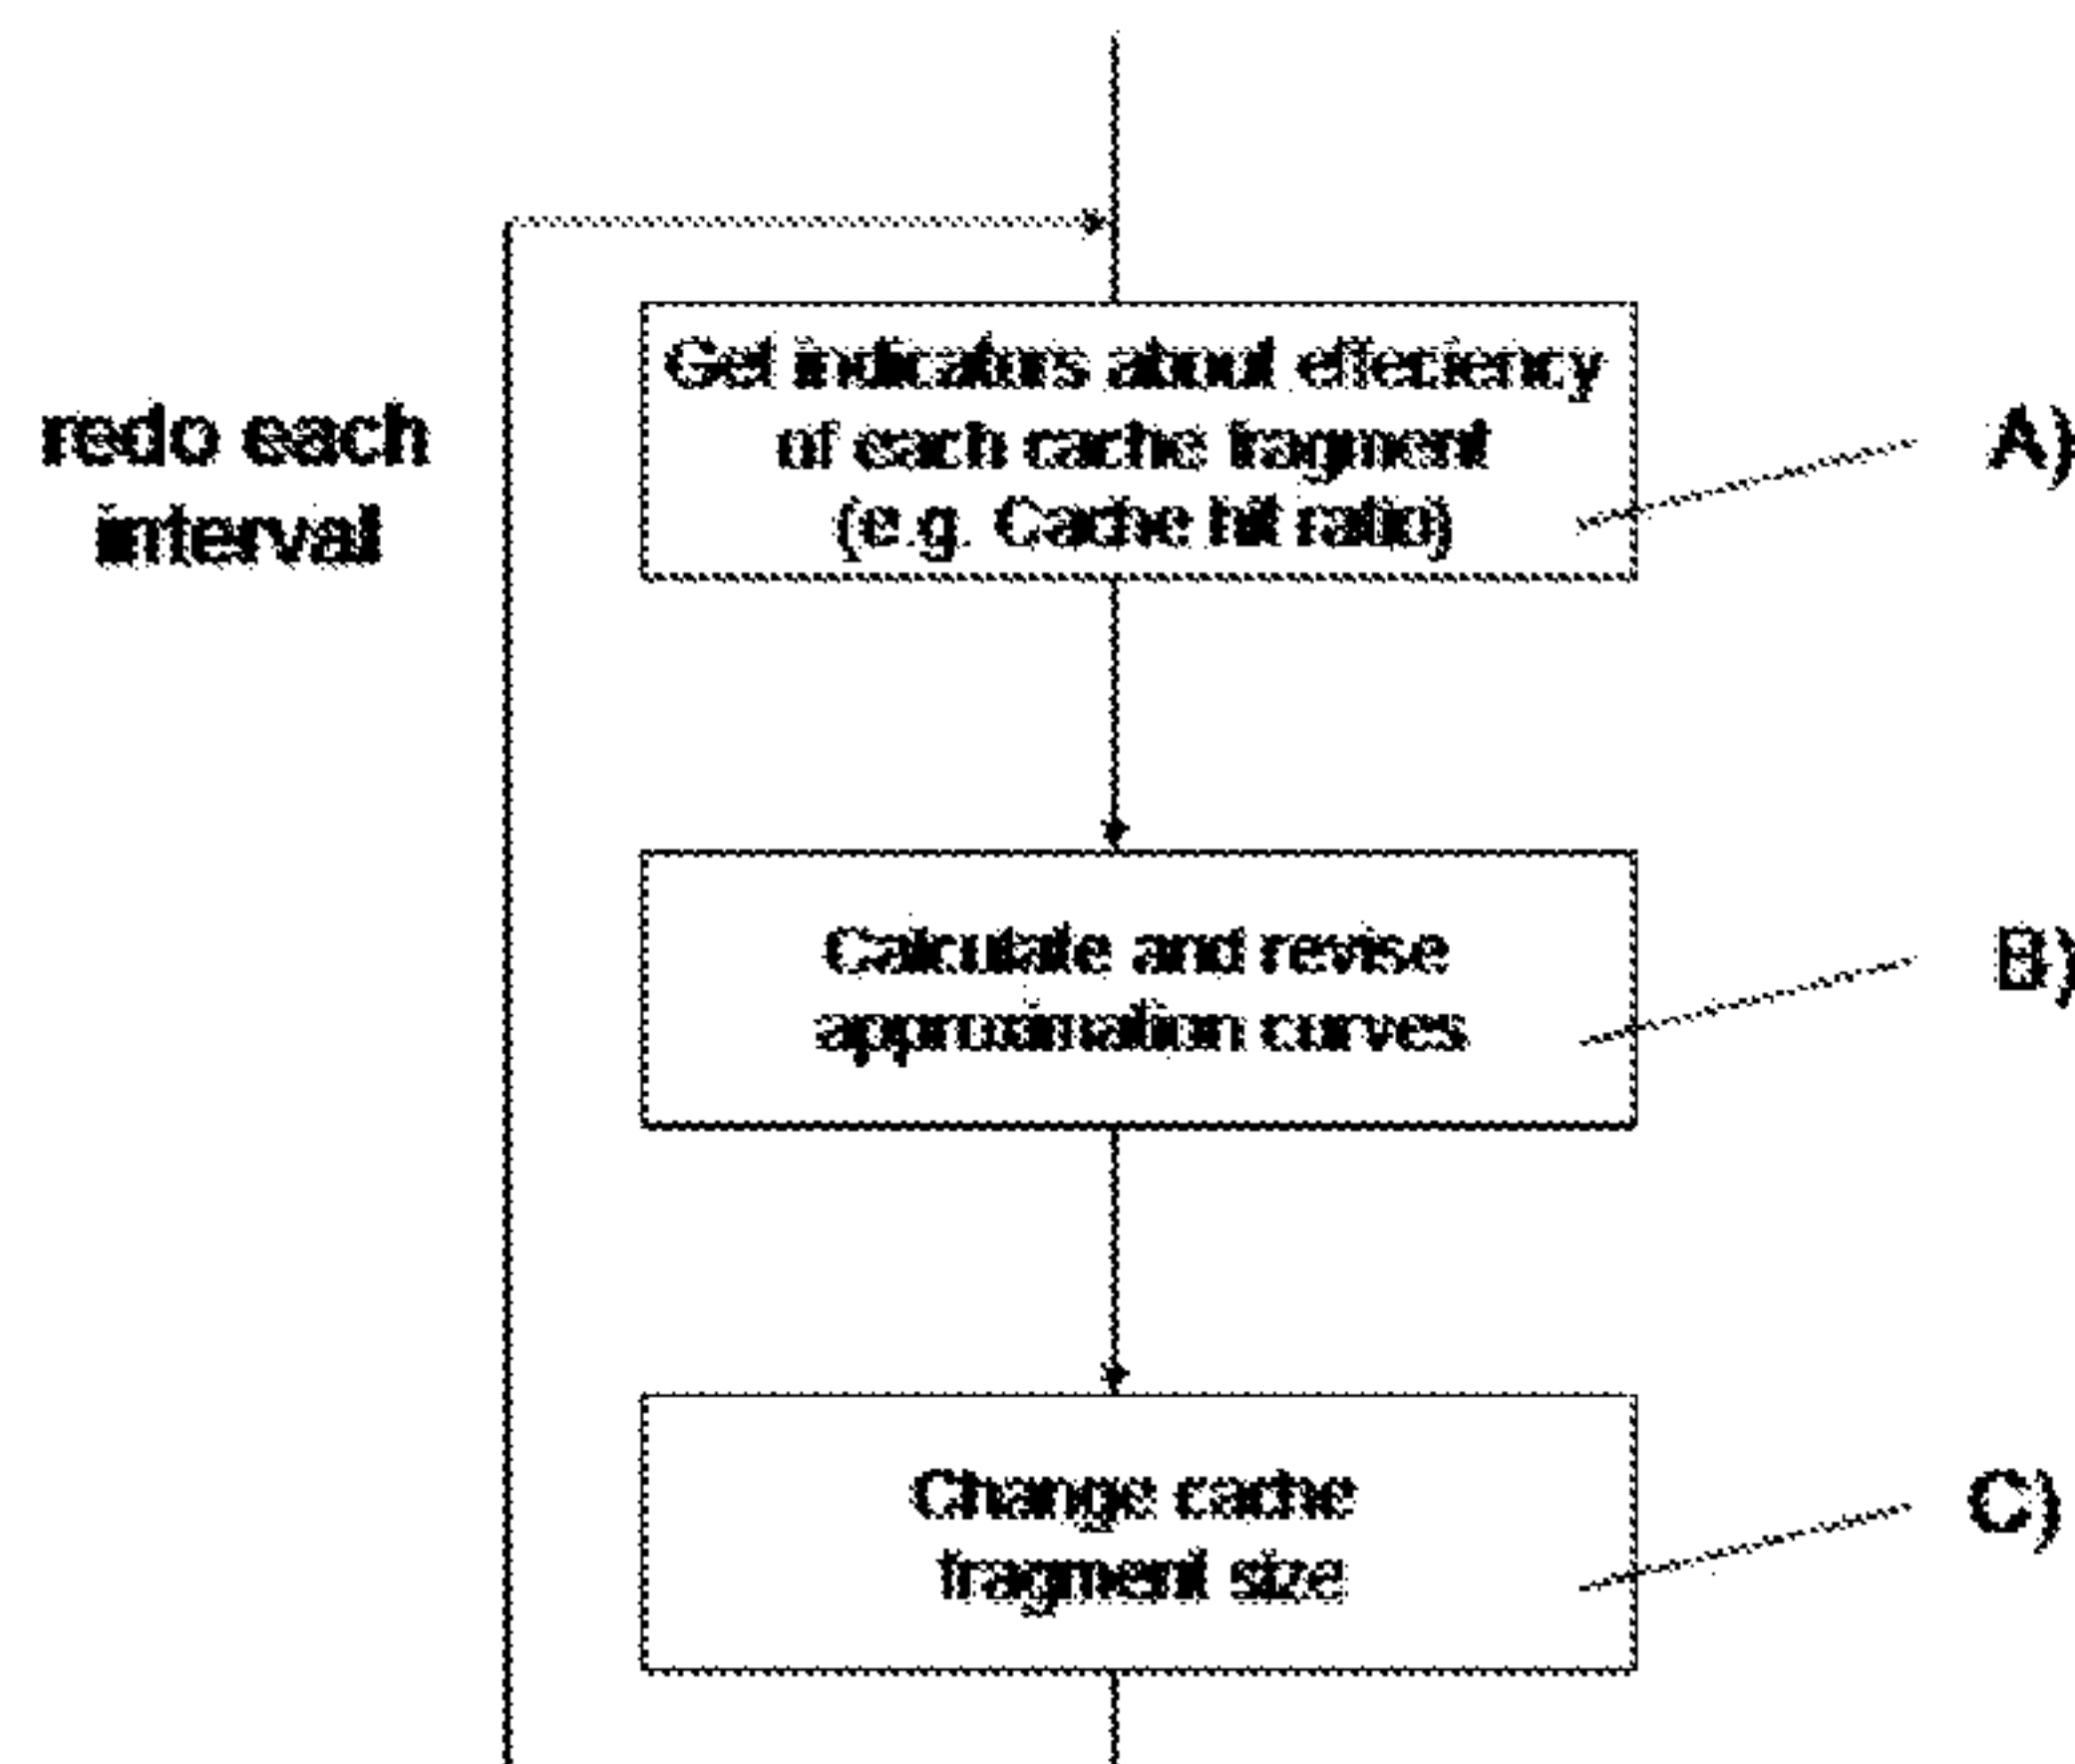 redo each
interval
Get indicators about effeciency
of each cache fragment
(e.g. Cache hit ratio)
A)
Calculate and revise
approximation curves
B)
Change cache
fragment size
C)